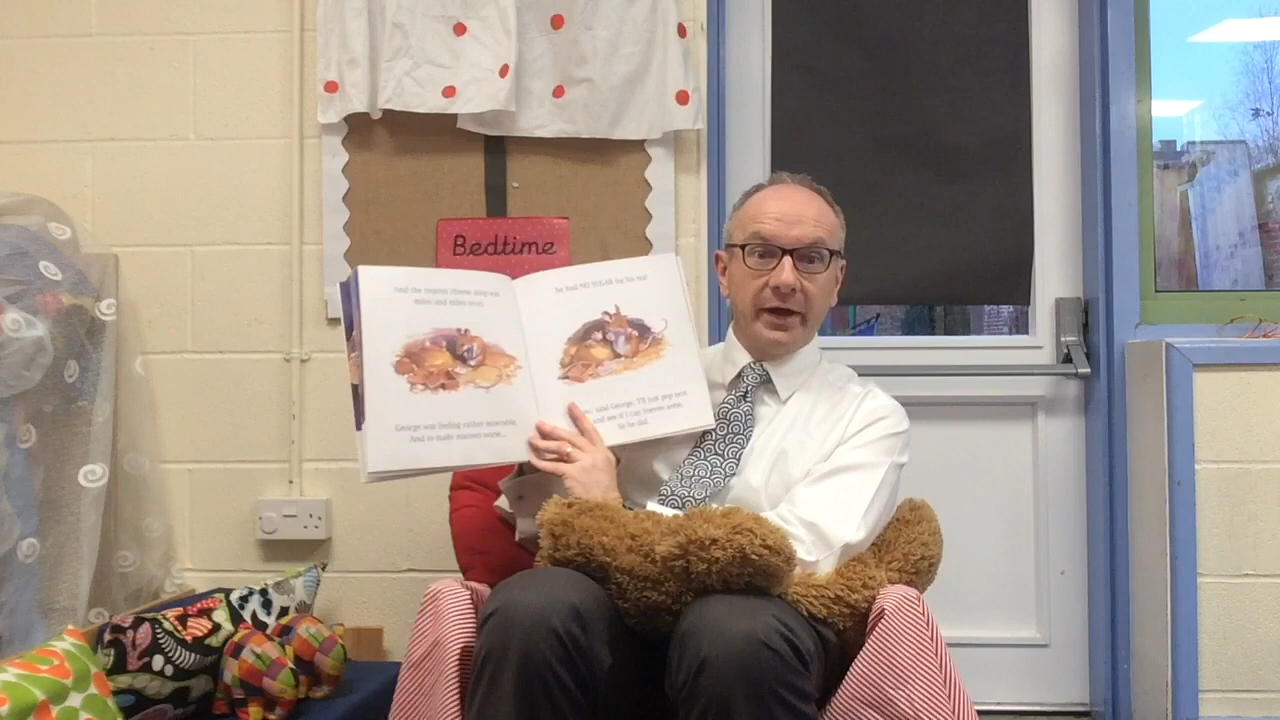 Bedtime
And the nearest cheese shop was
miles and miles away.
George was feeling rather miserable.
And to make matters worse...
he had NO SUGAR for his tea!
said George, 'I'll just pop next
and see if I can borrow some.
So he did.